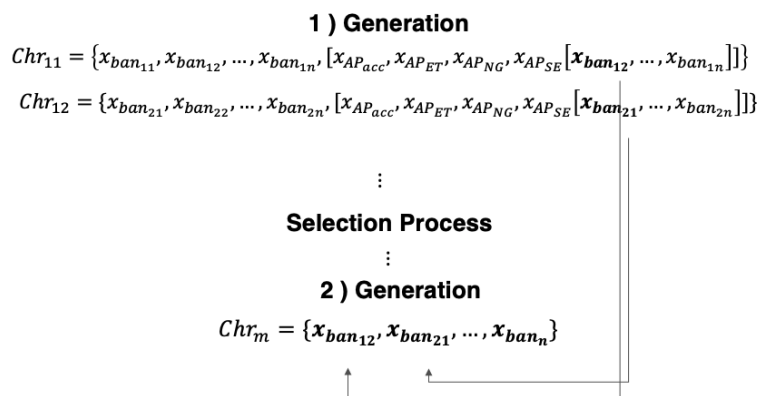 1 ) Generation
Chr₁₁ = {x_ban₁₁, x_ban₁₂, ..., x_ban₁ₙ, [x_AP_acc, x_AP_ET, x_AP_NG, x_AP_SE[x_ban₁₂, ..., x_ban₁ₙ]]}
Chr₁₂ = {x_ban₂₁, x_ban₂₂, ..., x_ban₂ₙ, [x_AP_acc, x_AP_ET, x_AP_NG, x_AP_SE[x_ban₂₁, ..., x_ban₂ₙ]]}
⋮
Selection Process
⋮
2 ) Generation
Chrₘ = {x_ban₁₂, x_ban₂₁, ..., x_banₙ}